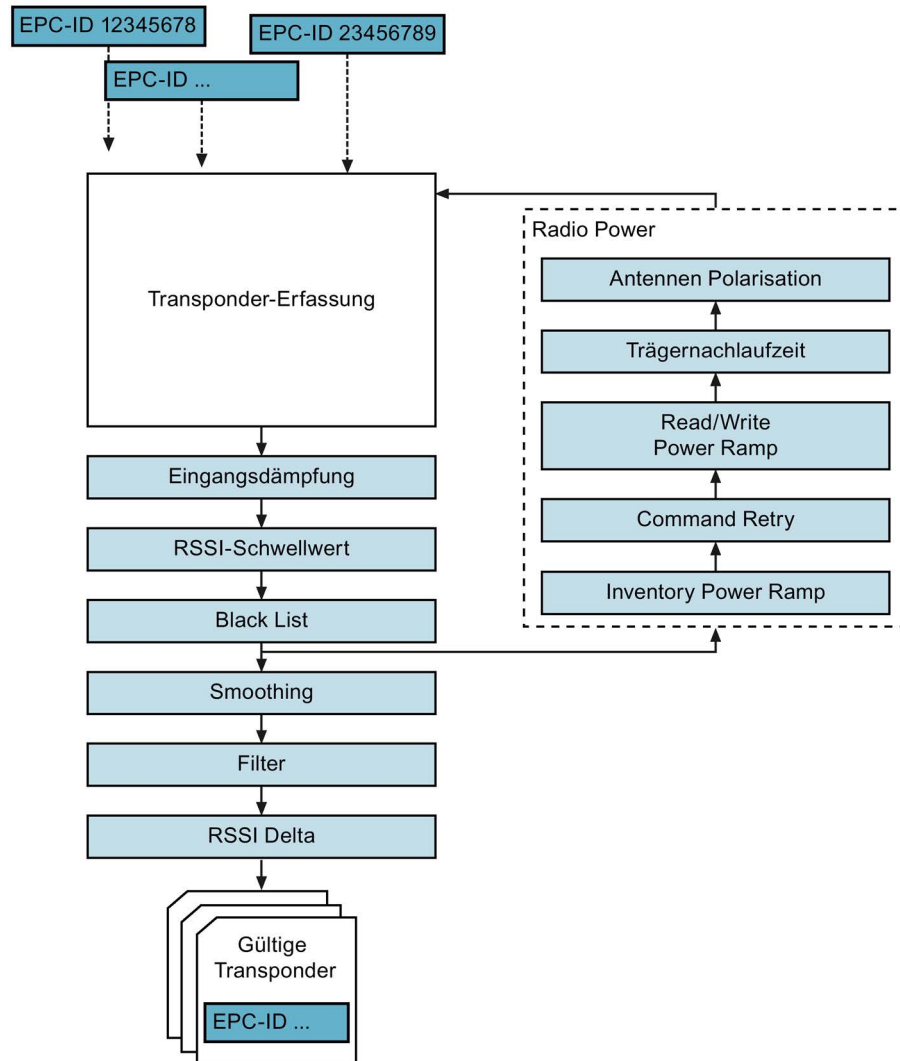 EPC-ID 12345678
EPC-ID 23456789
EPC-ID ...
Transponder-Erfassung
Eingangsdämpfung
RSSI-Schwellwert
Black List
Smoothing
Filter
RSSI Delta
Gültige
Transponder
EPC-ID ...
Radio Power
Antennen Polarisation
Trägernachlaufzeit
Read/Write
Power Ramp
Command Retry
Inventory Power Ramp